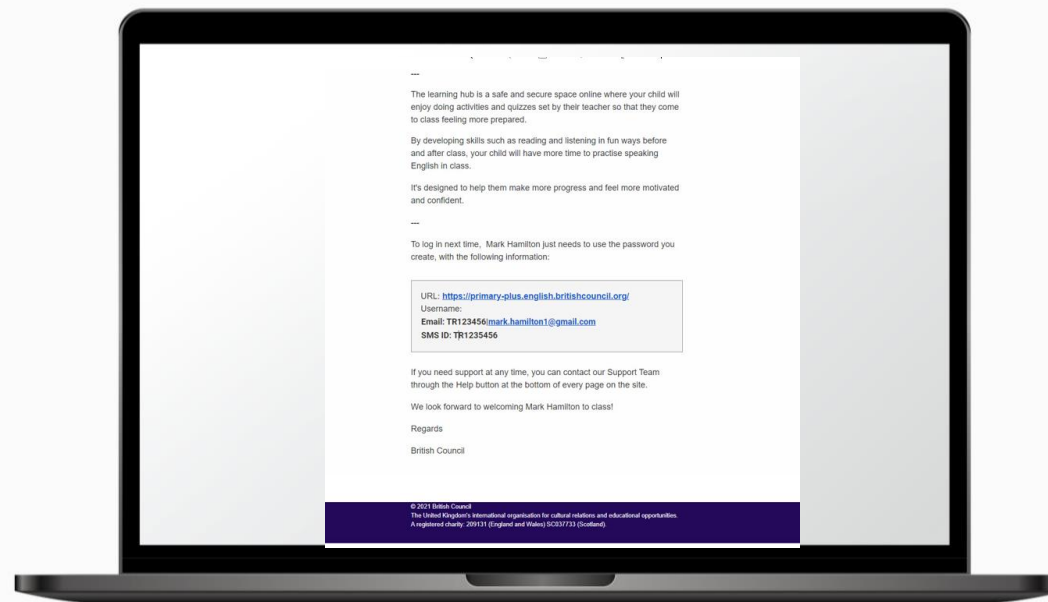 ---
The learning hub is a safe and secure space online where your child will
enjoy doing activities and quizzes set by their teacher so that they come
to class feeling more prepared.
By developing skills such as reading and listening in fun ways before
and after class, your child will have more time to practise speaking
English in class.
It's designed to help them make more progress and feel more motivated
and confident.
---
To log in next time, Mark Hamilton just needs to use the password you
create, with the following information:
URL: https://primary-plus.english.britishcouncil.org/
Username:
Email: TR123456|mark.hamilton1@gmail.com
SMS ID: TR1235456
If you need support at any time, you can contact our Support Team
through the Help button at the bottom of every page on the site.
We look forward to welcoming Mark Hamilton to class!
Regards
British Council
© 2021 British Council
The United Kingdom's international organisation for cultural relations and educational opportunities.
A registered charity: 209131 (England and Wales) SC037733 (Scotland).